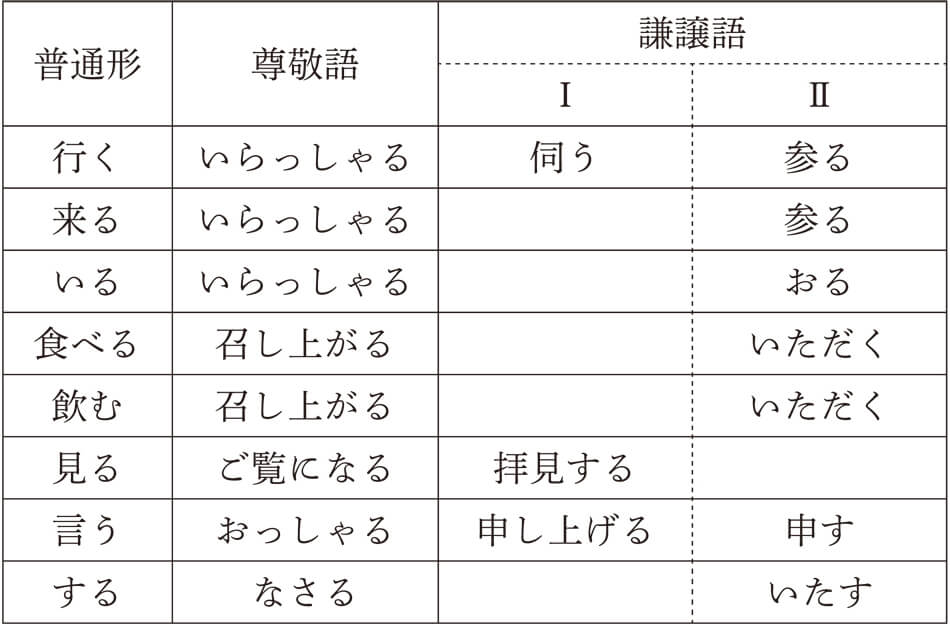 普通形 尊敬語 謙譲語
Ⅰ Ⅱ
行く いらっしゃる 伺う 参る
来る いらっしゃる 参る
いる いらっしゃる おる
食べる 召し上がる いただく
飲む 召し上がる いただく
見る ご覧になる 拝見する
言う おっしゃる 申し上げる 申す
する なさる いたす